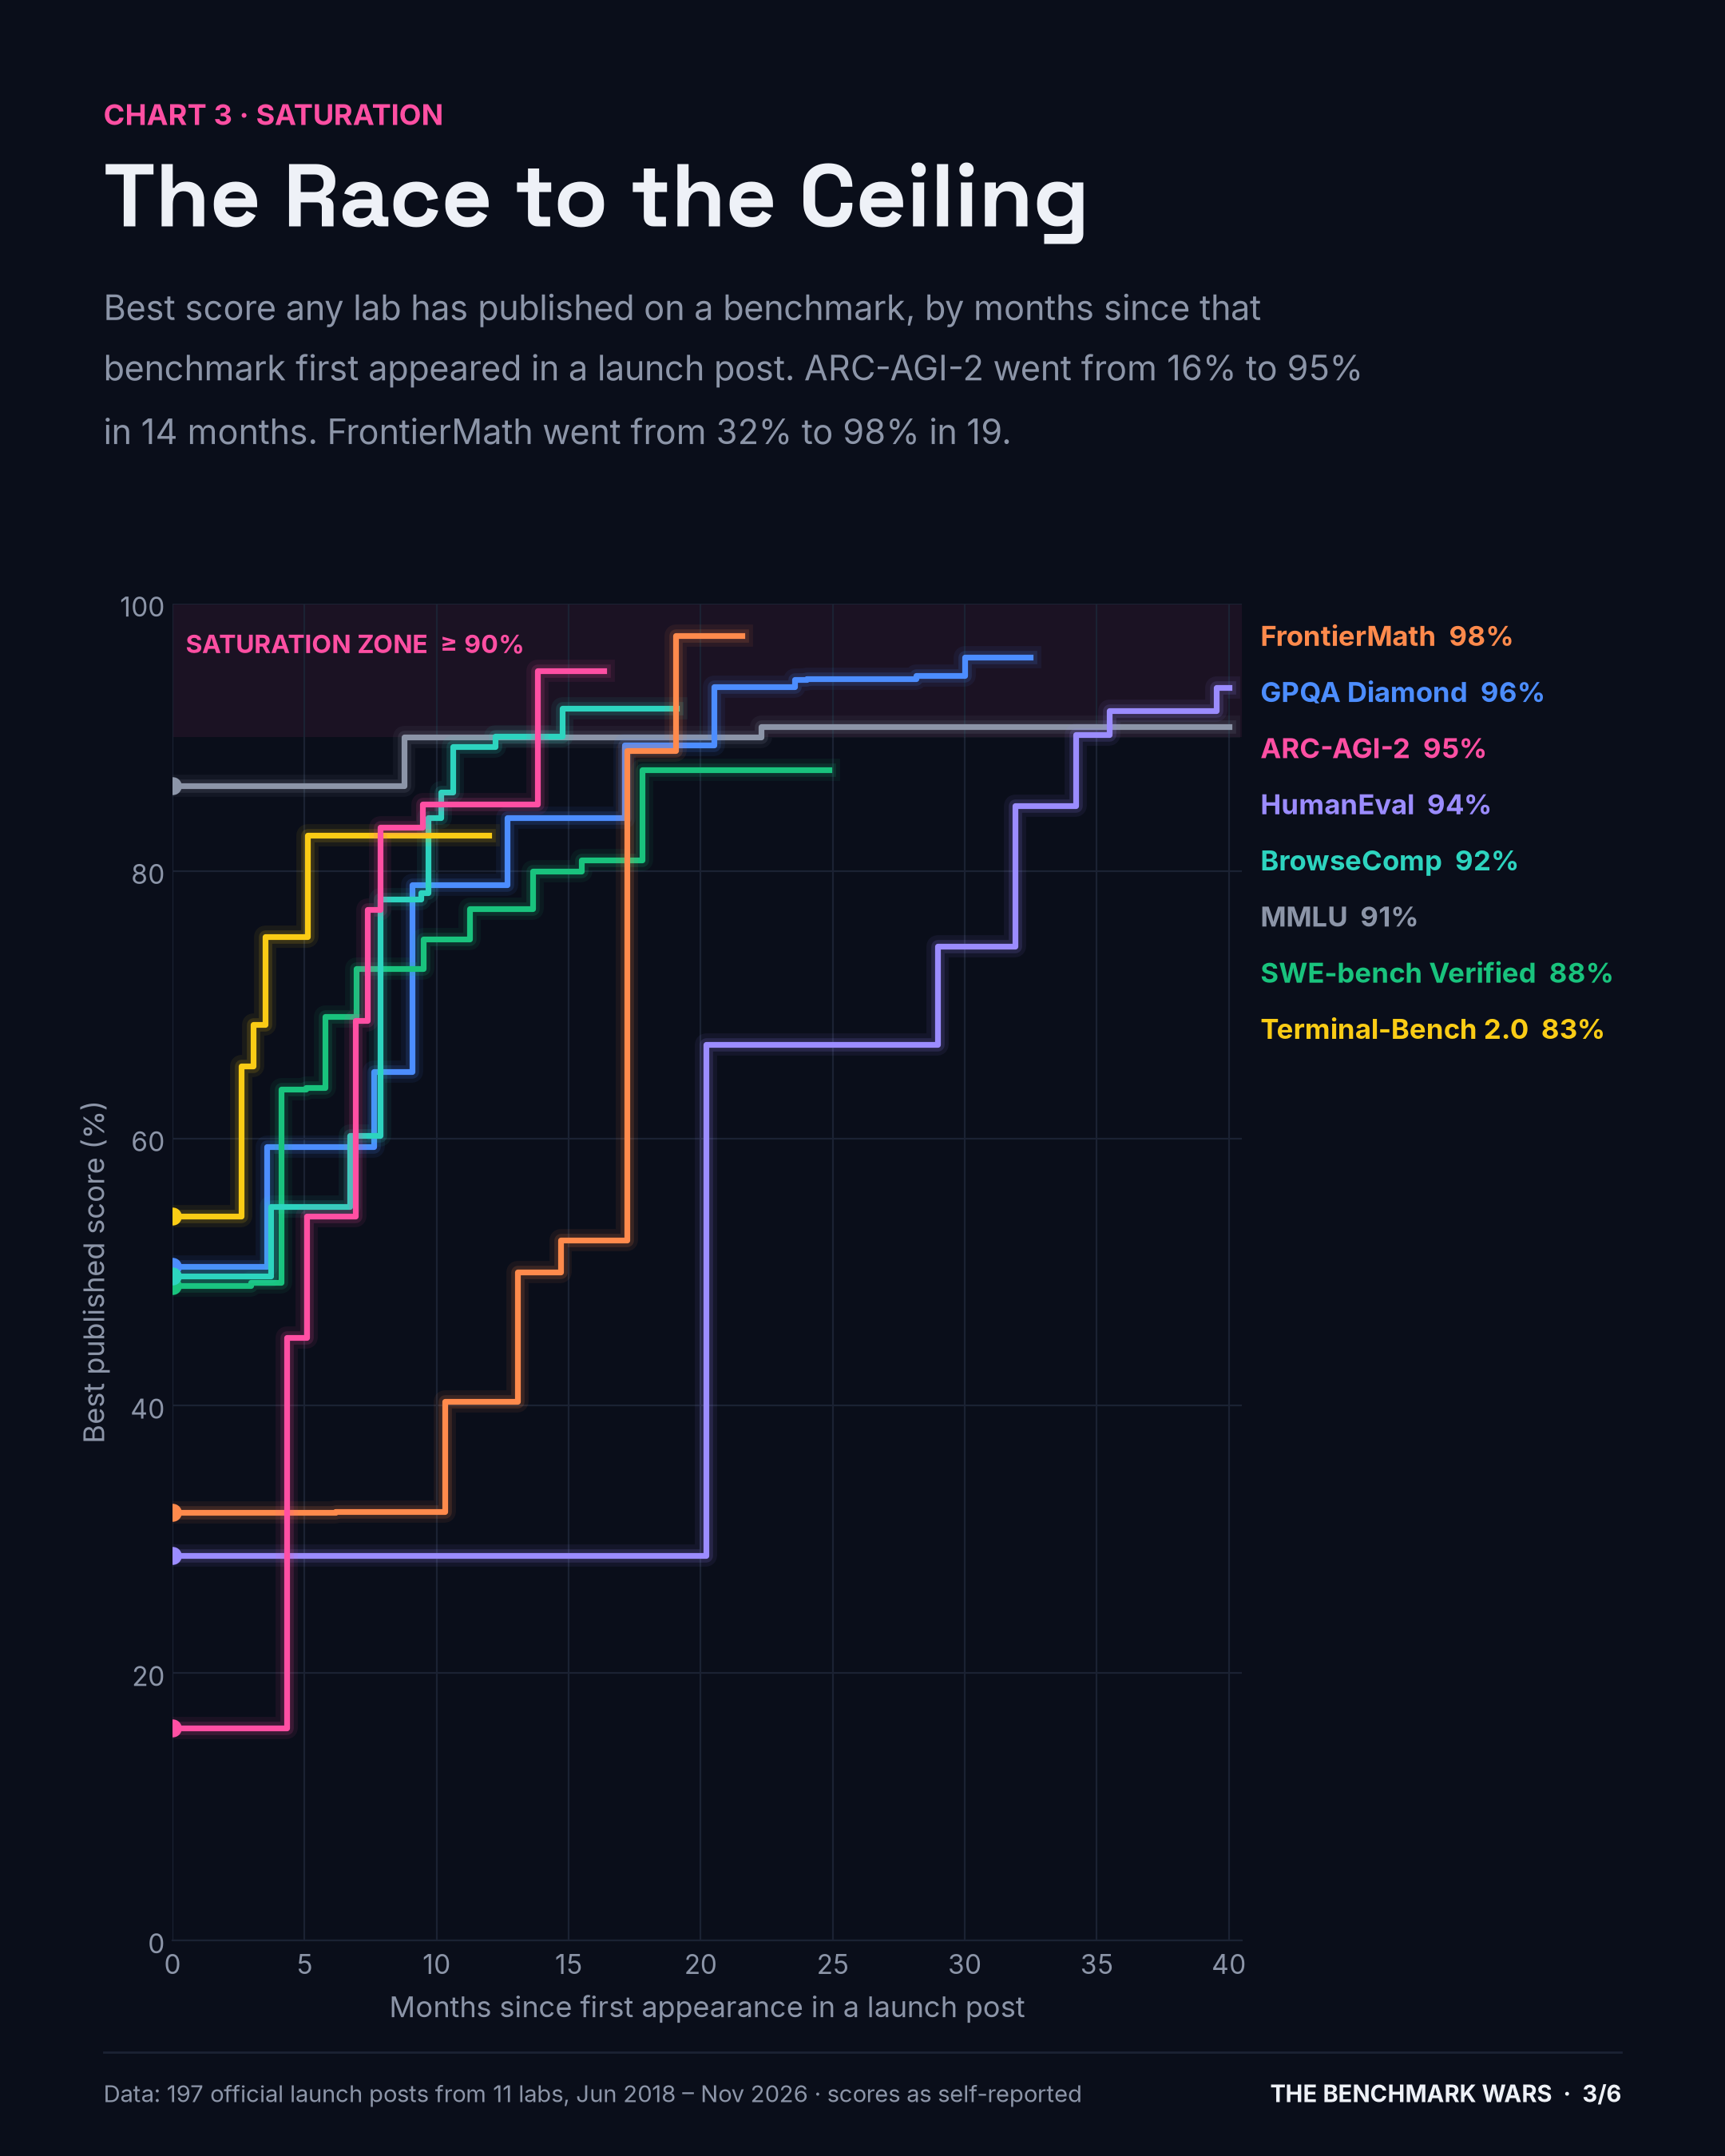 CHART 3 · SATURATION
The Race to the Ceiling
Best score any lab has published on a benchmark, by months since that
benchmark first appeared in a launch post. ARC-AGI-2 went from 16% to 95%
in 14 months. FrontierMath went from 32% to 98% in 19.
SATURATION ZONE ≥ 90%
100
80
60
40
20
0
Best published score (%)
FrontierMath 98%
GPQA Diamond 96%
ARC-AGI-2 95%
HumanEval 94%
BrowseComp 92%
MMLU 91%
SWE-bench Verified 88%
Terminal-Bench 2.0 83%
0 5 10 15 20 25 30 35 40
Months since first appearance in a launch post
Data: 197 official launch posts from 11 labs, Jun 2018 – Nov 2026 · scores as self-reported
THE BENCHMARK WARS · 3/6